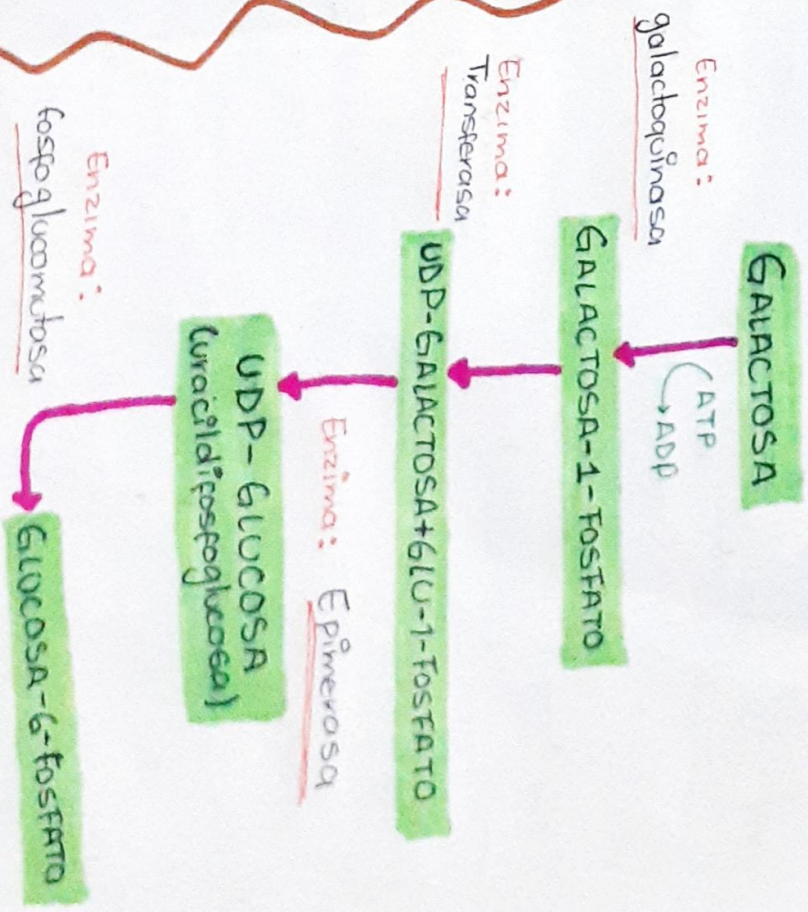 GALACTOSA
ATP
ADP
Enzima:
galactoquinasa
GALACTOSA-1-FOSFATO
Enzima:
Transferasa
UDP-GALACTOSA+GLU-1-FOSFATO
Enzima: Epimerasa
UDP-GLUCOSA
(uracildifosfoglucosa)
Enzima:
fosfoglucomutasa
GLUCOSA-6-FOSFATO